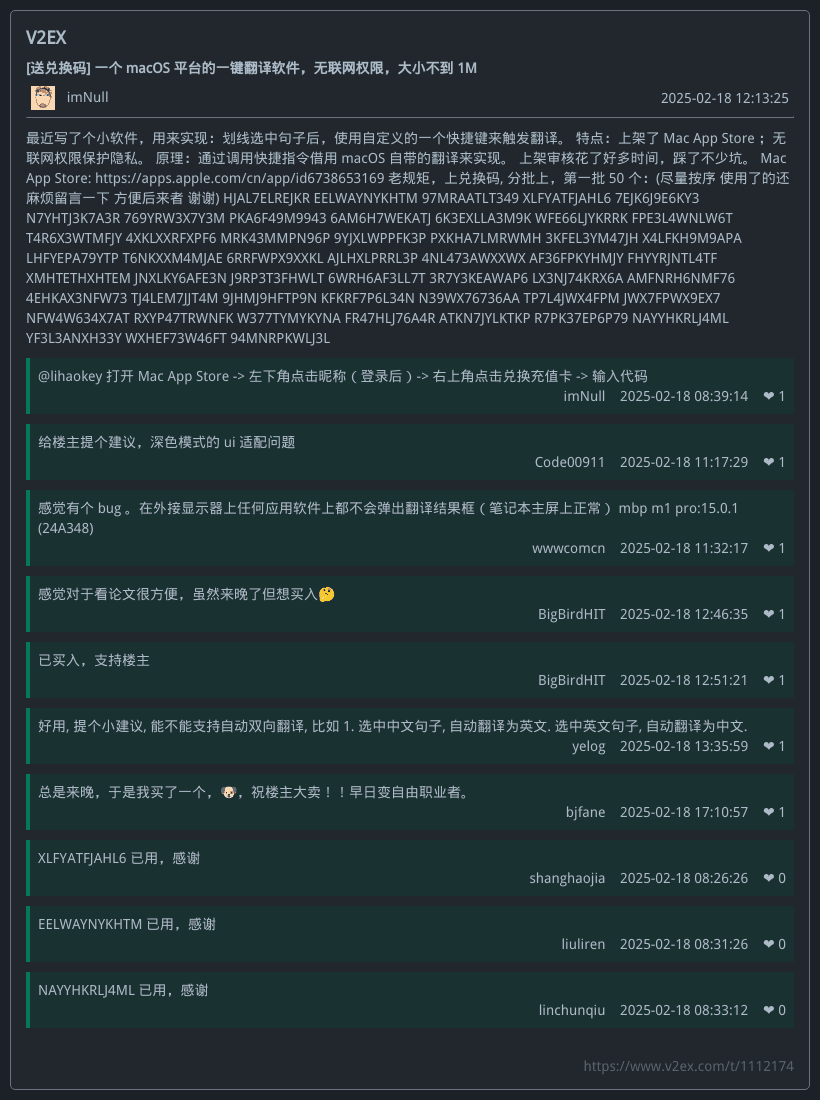 V2EX
[送兑换码] 一个 macOS 平台的一键翻译软件，无联网权限，大小不到 1M
imNull 2025-02-18 12:13:25
最近写了个小软件，用来实现：划线选中句子后，使用自定义的一个快捷键来触发翻译。 特点：上架了 Mac App Store ；无
联网权限保护隐私。 原理：通过调用快捷指令借用 macOS 自带的翻译来实现。 上架审核花了好多时间，踩了不少坑。 Mac
App Store: https://apps.apple.com/cn/app/id6738653169 老规矩，上兑换码, 分批上，第一批 50 个：(尽量按序 使用了的还
麻烦留言一下 方便后来者 谢谢) HJAL7ELREJKR EELWAYNYKHTM 97MRAATLT349 XLFYATFJAHL6 7EJK6J9E6KY3
N7YHTJ3K7A3R 769YRW3X7Y3M PKA6F49M9943 6AM6H7WEKATJ 6K3EXLLA3M9K WFE66LJYKRRK FPE3L4WNLW6T
T4R6X3WTMFJY 4XKLXXRFXPF6 MRK43MMPN96P 9YJXLWPPFK3P PXKHA7LMRWMH 3KFEL3YM47JH X4LFKH9M9APA
LHFYEPA79YTP T6NKXXM4MJAE 6RRFWPX9XXKL AJLHXLPRRL3P 4NL473AWXXWX AF36FPKYHMJY FHYYRJNTL4TF
XMHTETHXHTEM JNXLKY6AFE3N J9RP3T3FHWLT 6WRH6AF3LL7T 3R7Y3KEAWAP6 LX3NJ74KRX6A AMFNRH6NMF76
4EHKAX3NFW73 TJ4LEM7JJT4M 9JHMJ9HFTP9N KFKRF7P6L34N N39WX76736AA TP7L4JWX4FPM JWX7FPWX9EX7
NFW4W634X7AT RXYP47TRWNFK W377TYMYKYNA FR47HLJ76A4R ATKN7JYLKTKP R7PK37EP6P79 NAYYHKRLJ4ML
YF3L3ANXH33Y WXHEF73W46FT 94MNRPKWLJ3L
@lihaokey 打开 Mac App Store -> 左下角点击昵称（登录后）-> 右上角点击兑换充值卡 -> 输入代码
imNull 2025-02-18 08:39:14 ❤ 1
给楼主提个建议，深色模式的 ui 适配问题
Code00911 2025-02-18 11:17:29 ❤ 1
感觉有个 bug 。在外接显示器上任何应用软件上都不会弹出翻译结果框（笔记本主屏上正常） mbp m1 pro:15.0.1
(24A348)
wwwcomcn 2025-02-18 11:32:17 ❤ 1
感觉对于看论文很方便，虽然来晚了但想买入🤔
BigBirdHIT 2025-02-18 12:46:35 ❤ 1
已买入，支持楼主
BigBirdHIT 2025-02-18 12:51:21 ❤ 1
好用, 提个小建议, 能不能支持自动双向翻译, 比如 1. 选中中文句子, 自动翻译为英文. 选中英文句子, 自动翻译为中文.
yelog 2025-02-18 13:35:59 ❤ 1
总是来晚，于是我买了一个，🐶，祝楼主大卖！！早日变自由职业者。
bjfane 2025-02-18 17:10:57 ❤ 1
XLFYATFJAHL6 已用，感谢
shanghaojia 2025-02-18 08:26:26 ❤ 0
EELWAYNYKHTM 已用，感谢
liuliren 2025-02-18 08:31:26 ❤ 0
NAYYHKRLJ4ML 已用，感谢
linchunqiu 2025-02-18 08:33:12 ❤ 0
https://www.v2ex.com/t/1112174